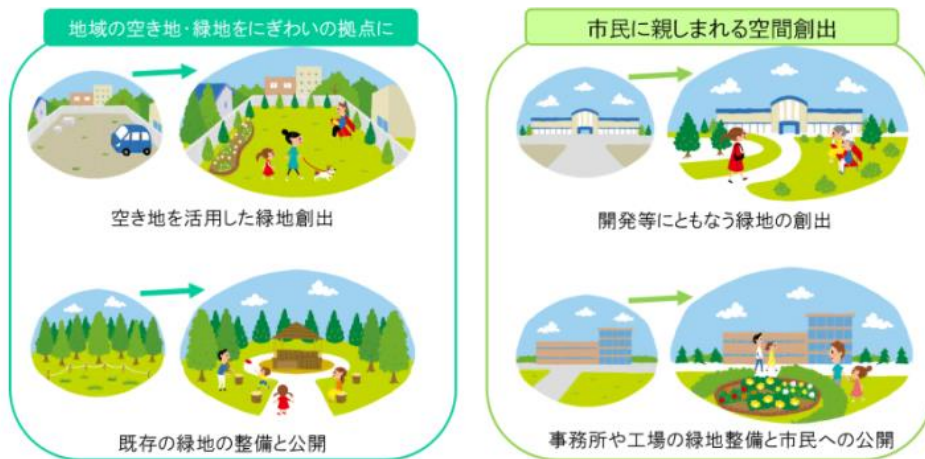 地域の空き地・緑地をにぎわいの拠点に
空き地を活用した緑地創出
既存の緑地の整備と公開
市民に親しまれる空間創出
開発等にともなう緑地の創出
事務所や工場の緑地整備と市民への公開